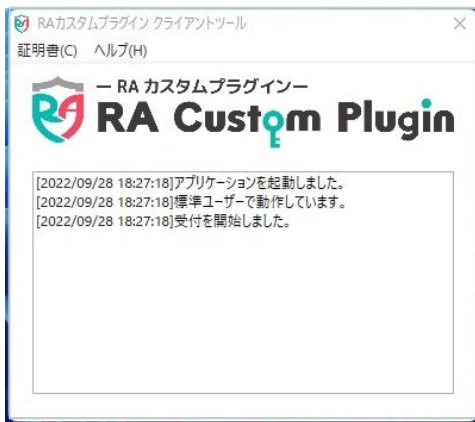 RAカスタムプラグイン クライアントツール
証明書(C) ヘルプ(H)
ー RA カスタムプラグインー
RA Custom Plugin
[2022/09/28 18:27:18]アプリケーションを起動しました。
[2022/09/28 18:27:18]標準ユーザーで動作しています。
[2022/09/28 18:27:18]受付を開始しました。